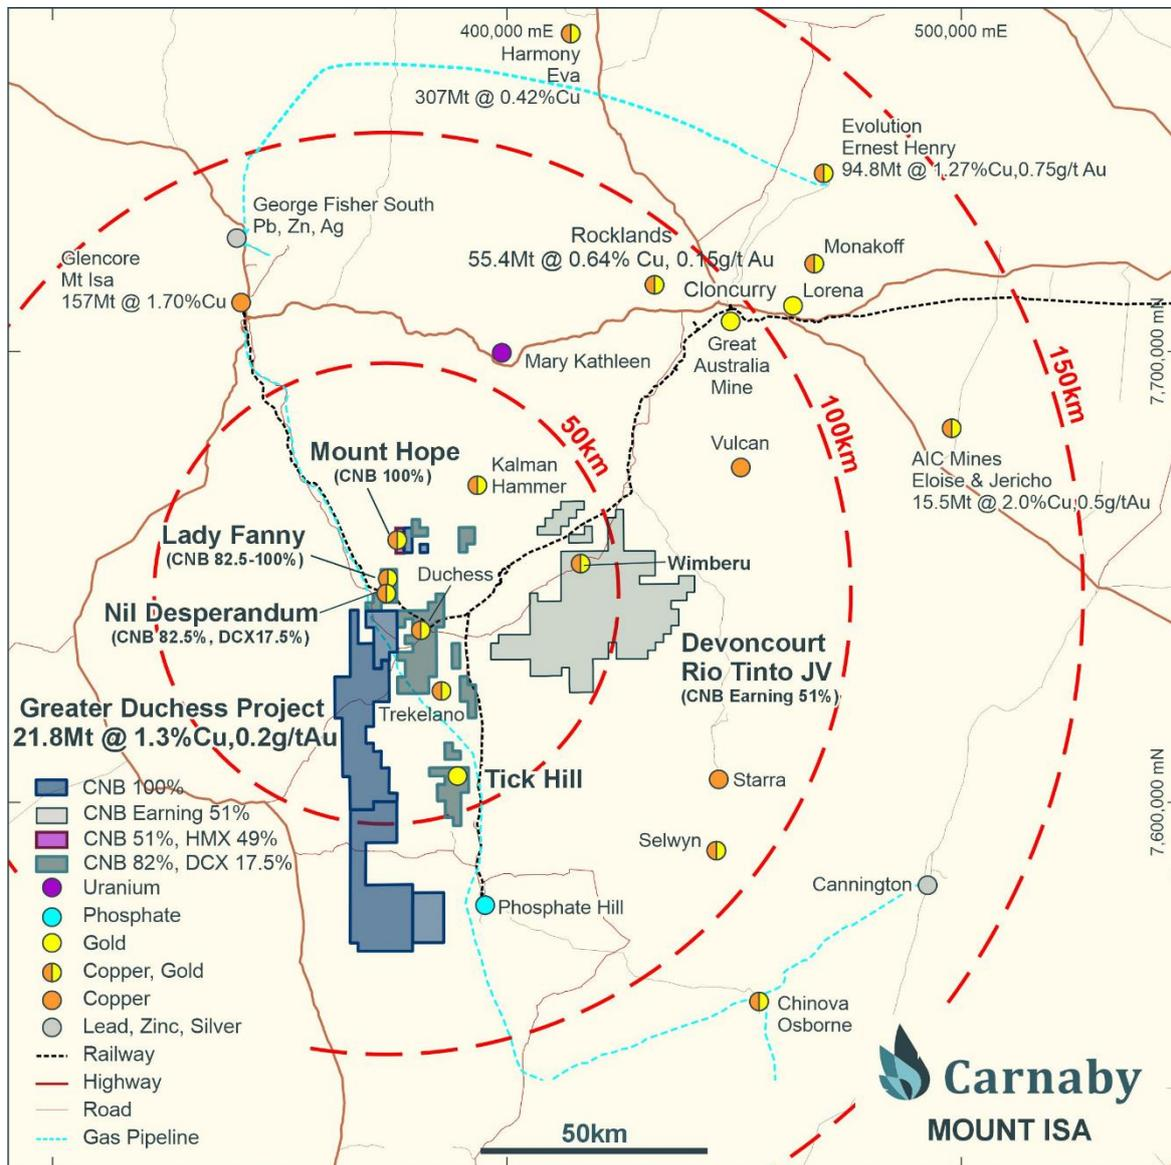 400,000 mE
500,000 mE
Harmony
Eva
307Mt @ 0.42%Cu
Evolution
Ernest Henry
94.8Mt @ 1.27%Cu,0.75g/t Au
George Fisher South
Pb, Zn, Ag
Glencore
Mt Isa
157Mt @ 1.70%Cu
Rocklands
55.4Mt @ 0.64% Cu, 0.15g/t Au
Monakoff
Cloncurry
Lorena
Great
Australia
Mine
Mary Kathleen
7,700,000 mN
150km
100km
50km
Vulcan
AIC Mines
Eloise & Jericho
15.5Mt @ 2.0%Cu,0.5g/tAu
Mount Hope
(CNB 100%)
Kalman
Hammer
Lady Fanny
(CNB 82.5-100%)
Duchess
Wimberu
Nil Desperandum
(CNB 82.5%, DCX17.5%)
Devoncourt
Rio Tinto JV
(CNB Earning 51%)
Greater Duchess Project
21.8Mt @ 1.3%Cu,0.2g/tAu
Trekelano
Tick Hill
Starra
Selwyn
7,600,000 mN
Cannington
Phosphate Hill
Chinova
Osborne
CNB 100%
CNB Earning 51%
CNB 51%, HMX 49%
CNB 82%, DCX 17.5%
Uranium
Phosphate
Gold
Copper, Gold
Copper
Lead, Zinc, Silver
Railway
Highway
Road
Gas Pipeline
50km
Carnaby
MOUNT ISA